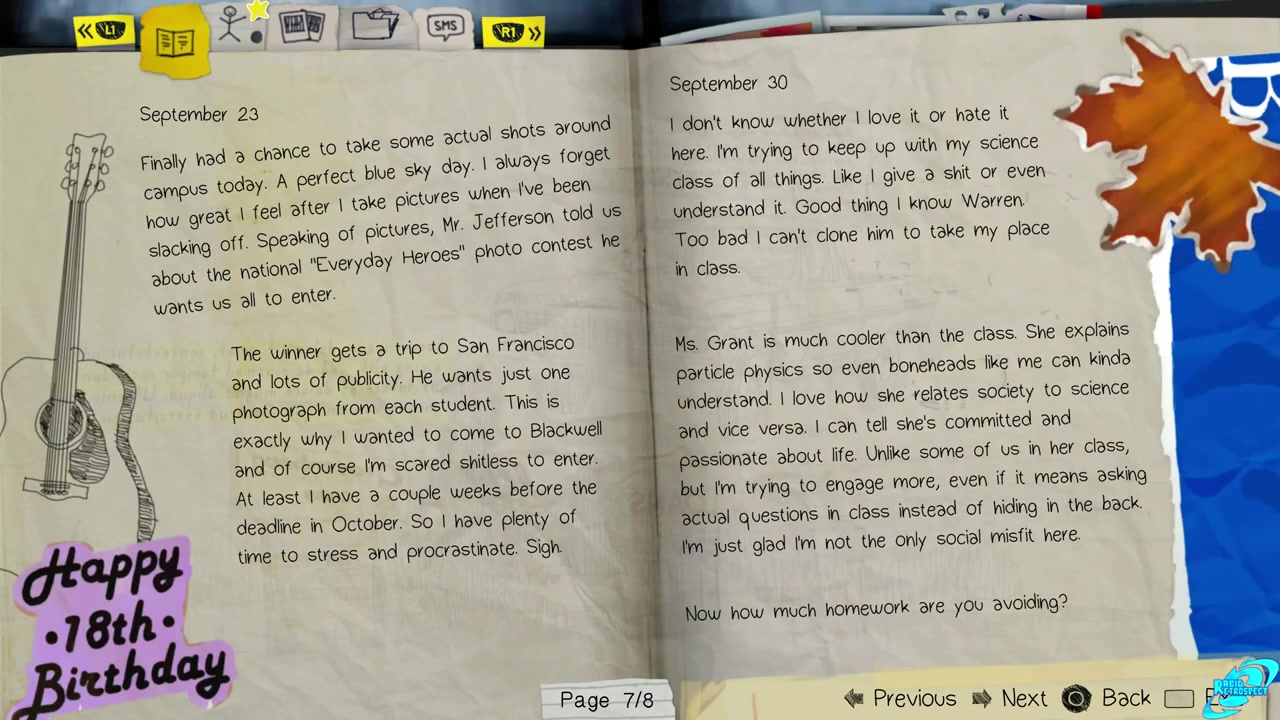 L1
SMS
R1
September 23
Finally had a chance to take some actual shots around
campus today. A perfect blue sky day. I always forget
how great I feel after I take pictures when I've been
slacking off. Speaking of pictures, Mr. Jefferson told us
about the national "Everyday Heroes" photo contest he
wants us all to enter.
The winner gets a trip to San Francisco
and lots of publicity. He wants just one
photograph from each student. This is
exactly why I wanted to come to Blackwell
and of course I'm scared shitless to enter.
At least I have a couple weeks before the
deadline in October. So I have plenty of
time to stress and procrastinate. Sigh.
Happy
•18th•
Birthday
September 30
I don't know whether I love it or hate it
here. I'm trying to keep up with my science
class of all things. Like I give a shit or even
understand it. Good thing I know Warren.
Too bad I can't clone him to take my place
in class.
Ms. Grant is much cooler than the class. She explains
particle physics so even boneheads like me can kinda
understand. I love how she relates society to science
and vice versa. I can tell she's committed and
passionate about life. Unlike some of us in her class,
but I'm trying to engage more, even if it means asking
actual questions in class instead of hiding in the back.
I'm just glad I'm not the only social misfit here.
Now how much homework are you avoiding?
Page 7/8
Previous Next Back